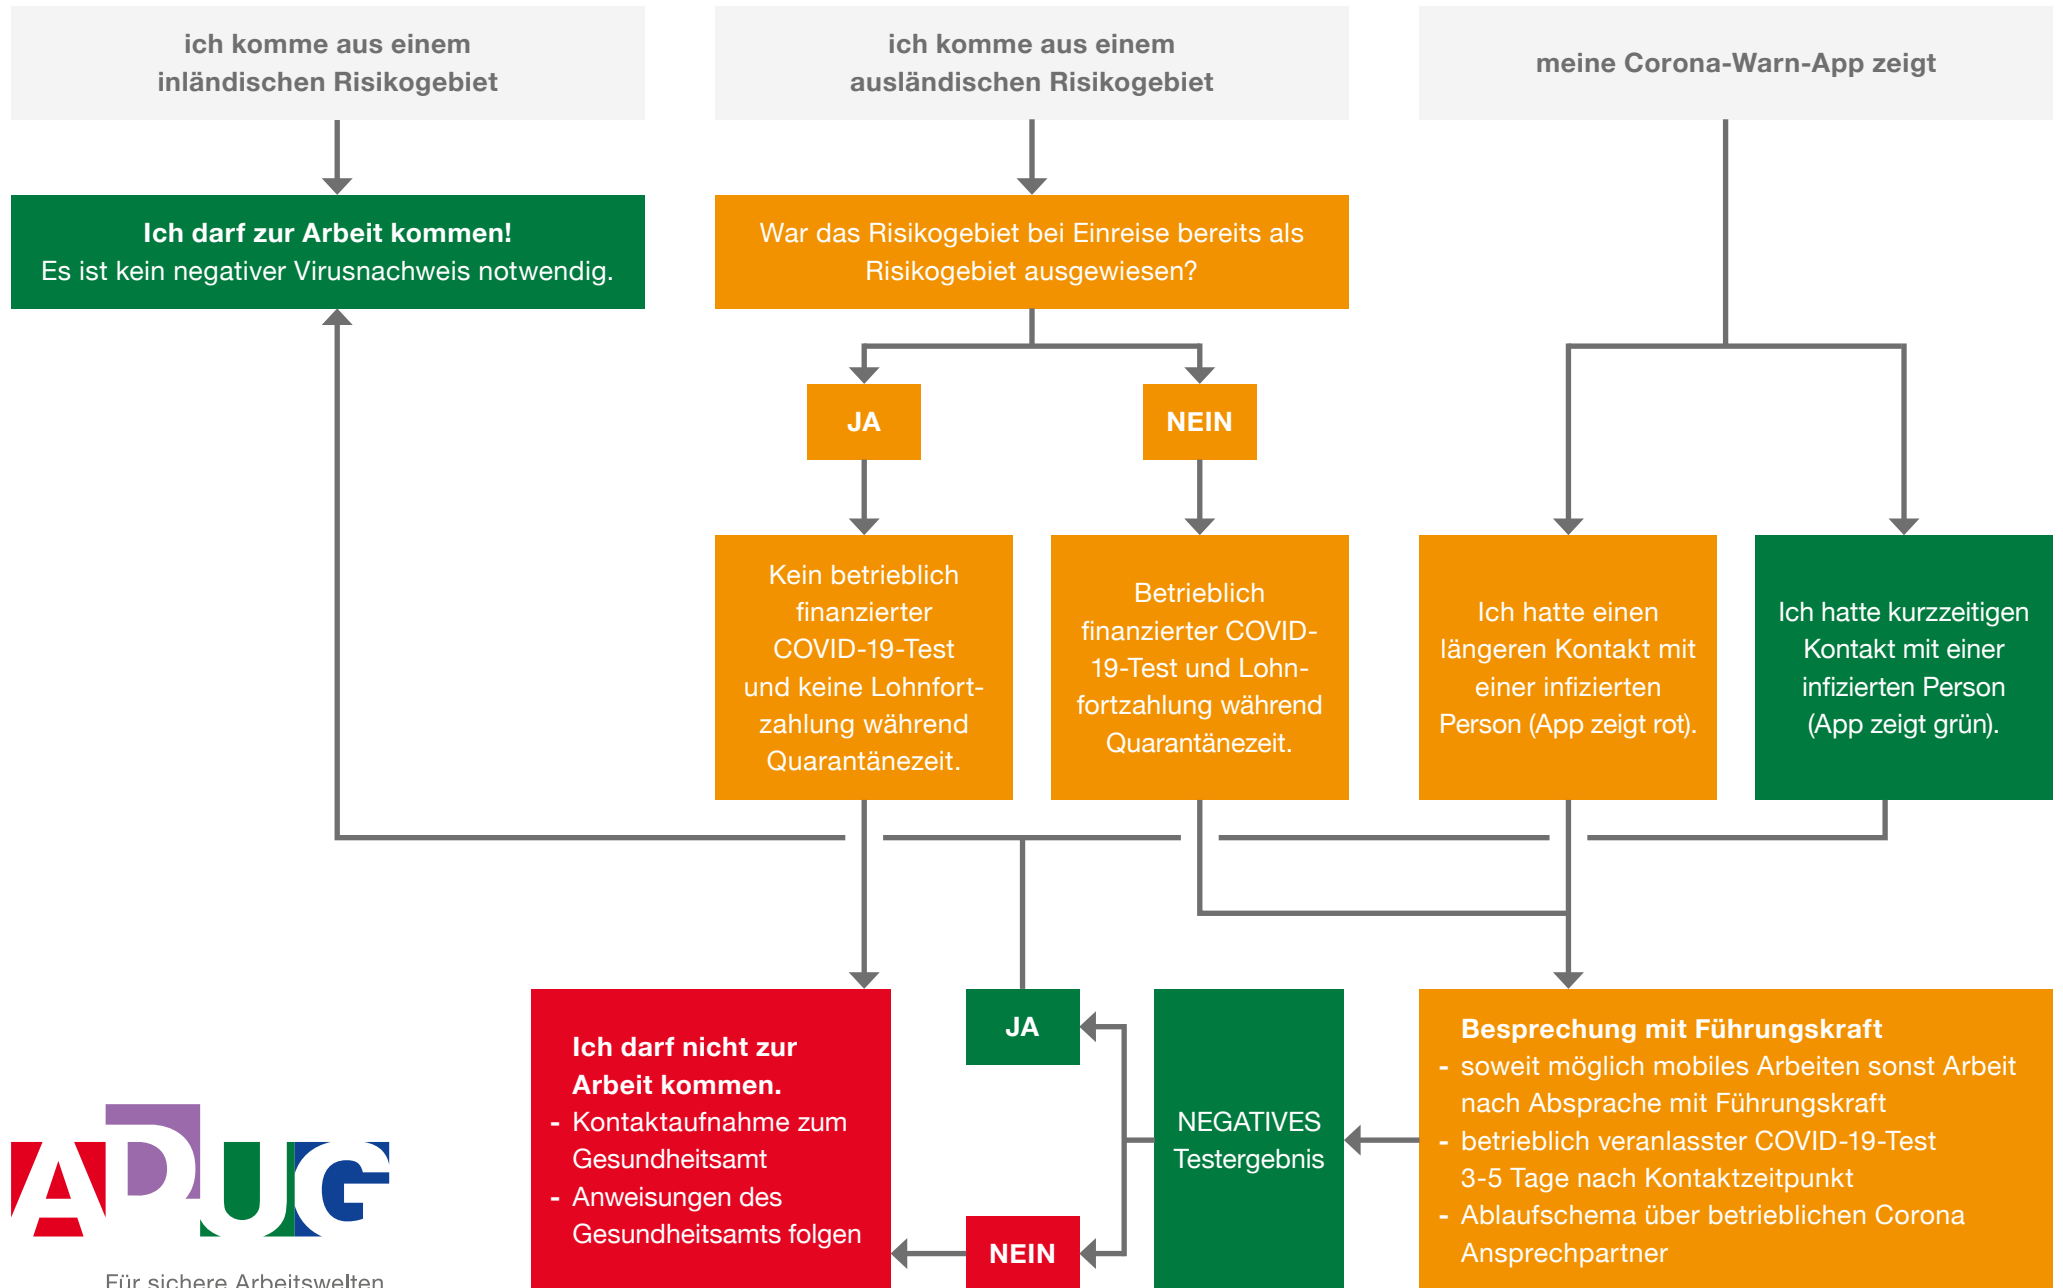 ich komme aus einem
inländischen Risikogebiet
ich komme aus einem
ausländischen Risikogebiet
meine Corona-Warn-App zeigt
Ich darf zur Arbeit kommen!
Es ist kein negativer Virusnachweis notwendig.
War das Risikogebiet bei Einreise bereits als
Risikogebiet ausgewiesen?
JA
NEIN
Kein betrieblich
finanzierter
COVID-19-Test
und keine Lohnfort-
zahlung während
Quarantänezeit.
Betrieblich
finanzierter COVID-
19-Test und Lohn-
fortzahlung während
Quarantänezeit.
Ich hatte einen
längeren Kontakt mit
einer infizierten
Person (App zeigt rot).
Ich hatte kurzzeitigen
Kontakt mit einer
infizierten Person
(App zeigt grün).
Ich darf nicht zur
Arbeit kommen.
- Kontaktaufnahme zum
Gesundheitsamt
- Anweisungen des
Gesundheitsamts folgen
JA
NEIN
NEGATIVES
Testergebnis
Besprechung mit Führungskraft
- soweit möglich mobiles Arbeiten sonst Arbeit
nach Absprache mit Führungskraft
- betrieblich veranlasster COVID-19-Test
3-5 Tage nach Kontaktzeitpunkt
- Ablaufschema über betrieblichen Corona
Ansprechpartner
ADUG
Für sichere Arbeitswelten